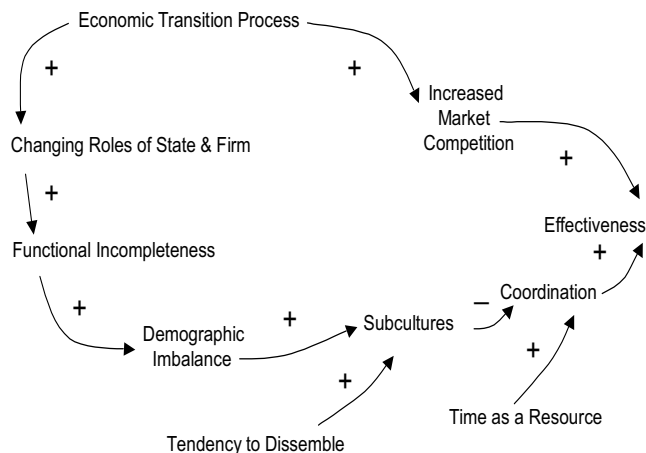 Economic Transition Process
+
+
Increased
Market
Competition
Changing Roles of State & Firm
+
+
Effectiveness
Functional Incompleteness
+
+
–
Coordination
+
Subcultures
Demographic
Imbalance
+
+
Time as a Resource
Tendency to Dissemble